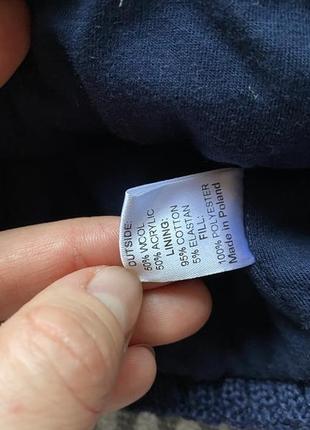 OUTSIDE:
50% WOOL
50% ACRYLIC
LINING:
95% COTTON
5% ELASTAN
FILL:
100% POLYESTER
Made in Poland